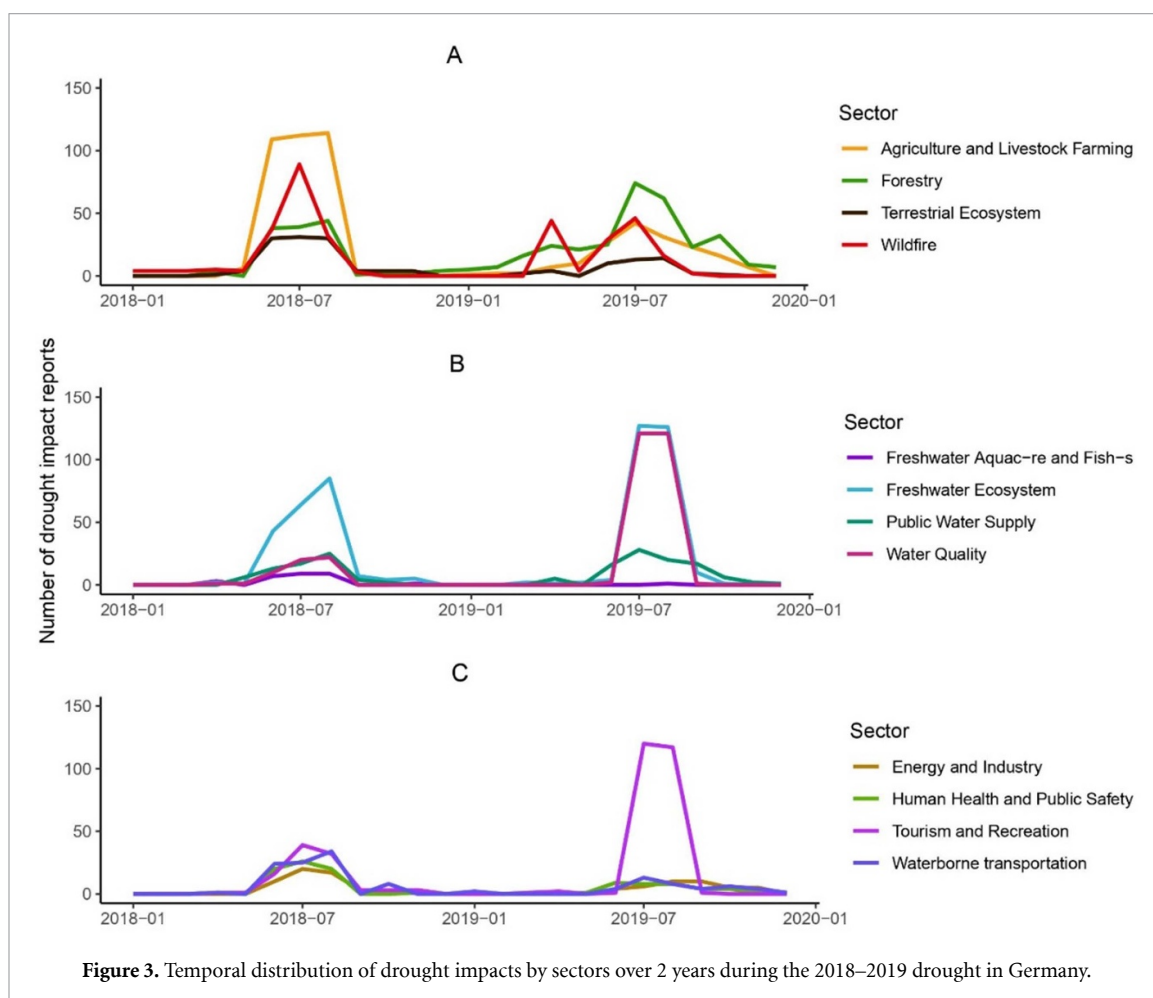 A
150
100
50
0
2018−01
2018−07
2019−01
2019−07
2020−01
Sector
Agriculture and Livestock Farming
Forestry
Terrestrial Ecosystem
Wildfire
Number of drought impact reports
B
150
100
50
0
2018−01
2018−07
2019−01
2019−07
2020−01
Sector
Freshwater Aquac−re and Fish−s
Freshwater Ecosystem
Public Water Supply
Water Quality
C
150
100
50
0
2018−01
2018−07
2019−01
2019−07
2020−01
Sector
Energy and Industry
Human Health and Public Safety
Tourism and Recreation
Waterborne transportation
Figure 3. Temporal distribution of drought impacts by sectors over 2 years during the 2018–2019 drought in Germany.